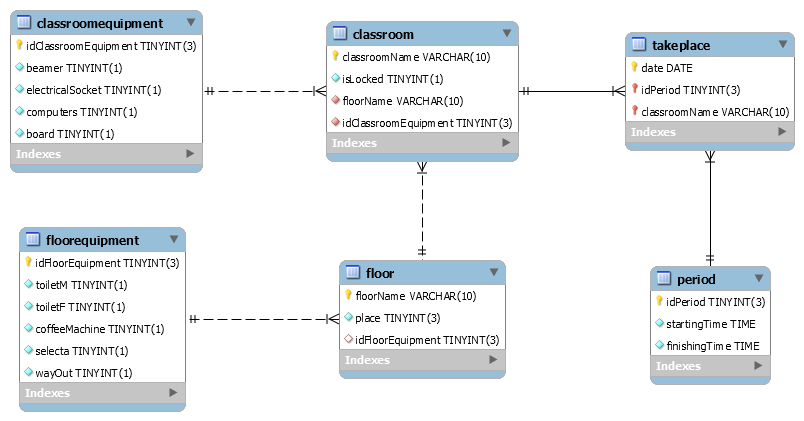 classroomequipment
idClassroomEquipment TINYINT(3)
beamer TINYINT(1)
electricalSocket TINYINT(1)
computers TINYINT(1)
board TINYINT(1)
Indexes
classroom
classroomName VARCHAR(10)
isLocked TINYINT(1)
floorName VARCHAR(10)
idClassroomEquipment TINYINT(3)
Indexes
takeplace
date DATE
idPeriod TINYINT(3)
classroomName VARCHAR(10)
Indexes
floorequipment
idFloorEquipment TINYINT(3)
toiletM TINYINT(1)
toiletF TINYINT(1)
coffeeMachine TINYINT(1)
selecta TINYINT(1)
wayOut TINYINT(1)
Indexes
floor
floorName VARCHAR(10)
place TINYINT(3)
idFloorEquipment TINYINT(3)
Indexes
period
idPeriod TINYINT(3)
startingTime TIME
finishingTime TIME
Indexes